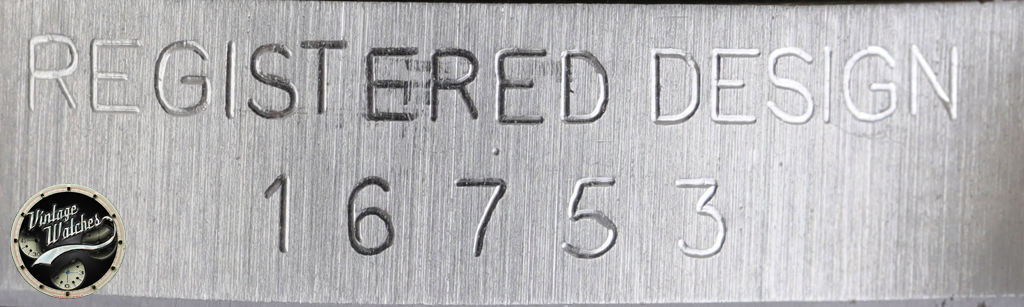 REGISTERED DESIGN
16753
Vintage
Watches